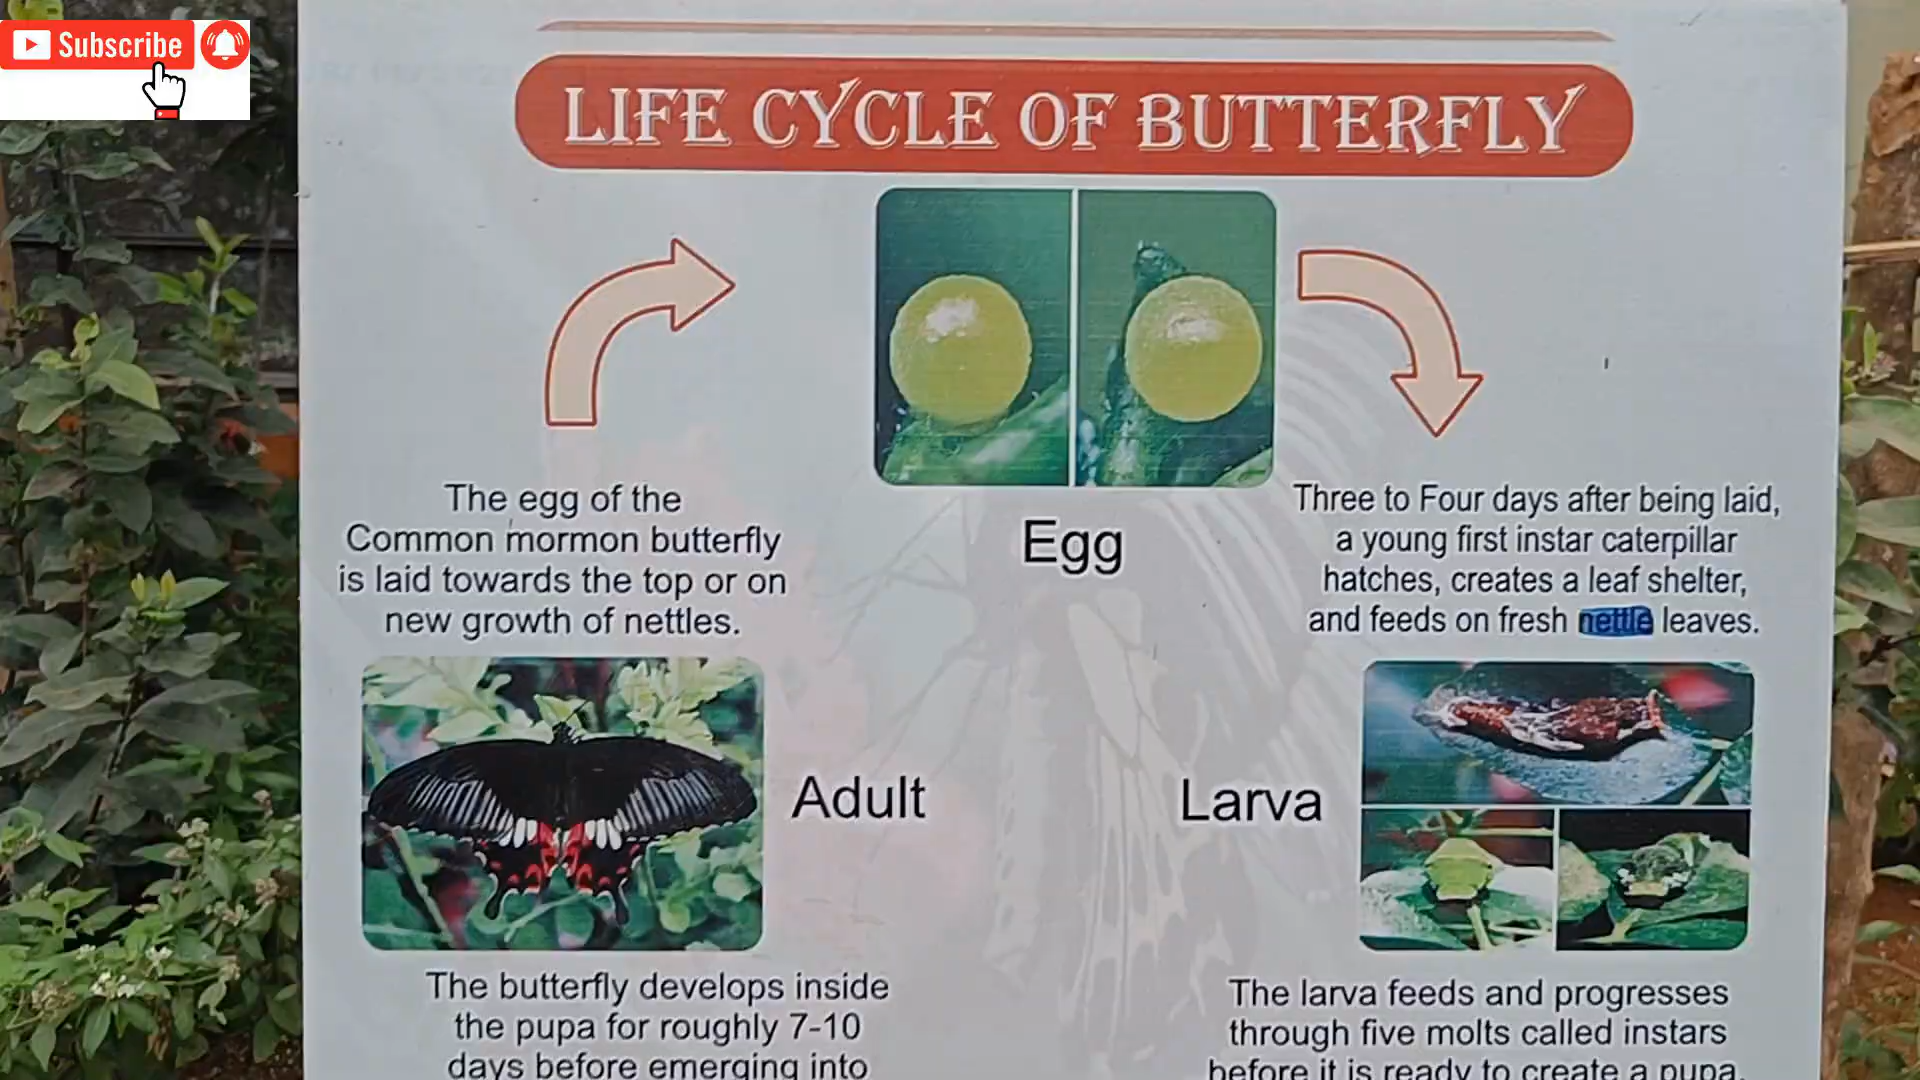 Subscribe
LIFE CYCLE OF BUTTERFLY
The egg of the
Common mormon butterfly
is laid towards the top or on
new growth of nettles.
Egg
Three to Four days after being laid,
a young first instar caterpillar
hatches, creates a leaf shelter,
and feeds on fresh nettle leaves.
Adult
Larva
The butterfly develops inside
the pupa for roughly 7-10
days before emerging into
The larva feeds and progresses
through five molts called instars
before it is ready to create a pupa.